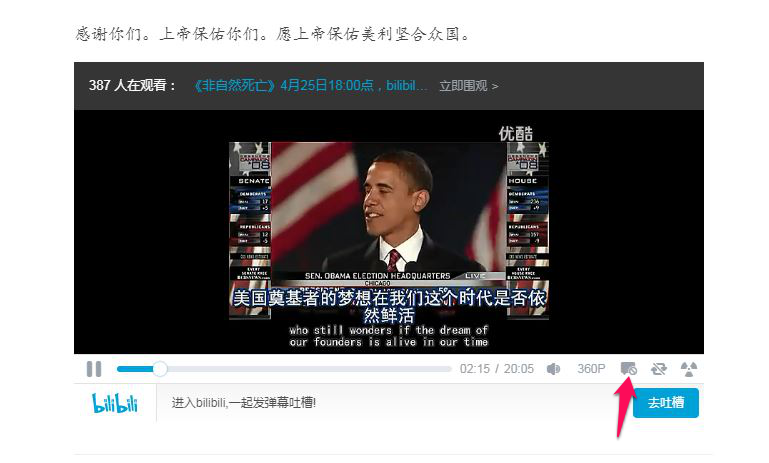 感谢你们。上帝保佑你们。愿上帝保佑美利坚合众国。
387 人在观看： 《非自然死亡》4月25日18:00点，bilibil... 立即围观 >
优酷
'08
'08
SENATE
HOUSE
DEMOCRATS
DEMOCRATS
REPUBLICANS
REPUBLICANS
SEN. OBAMA ELECTION HEADQUARTERS LIVE
CHICAGO
美国奠基者的梦想在我们这个时代是否依
然鲜活
who still wonders if the dream of
our founders is alive in our time
02:15 / 20:05 360P
bilibili 进入bilibili,一起发弹幕吐槽! 去吐槽